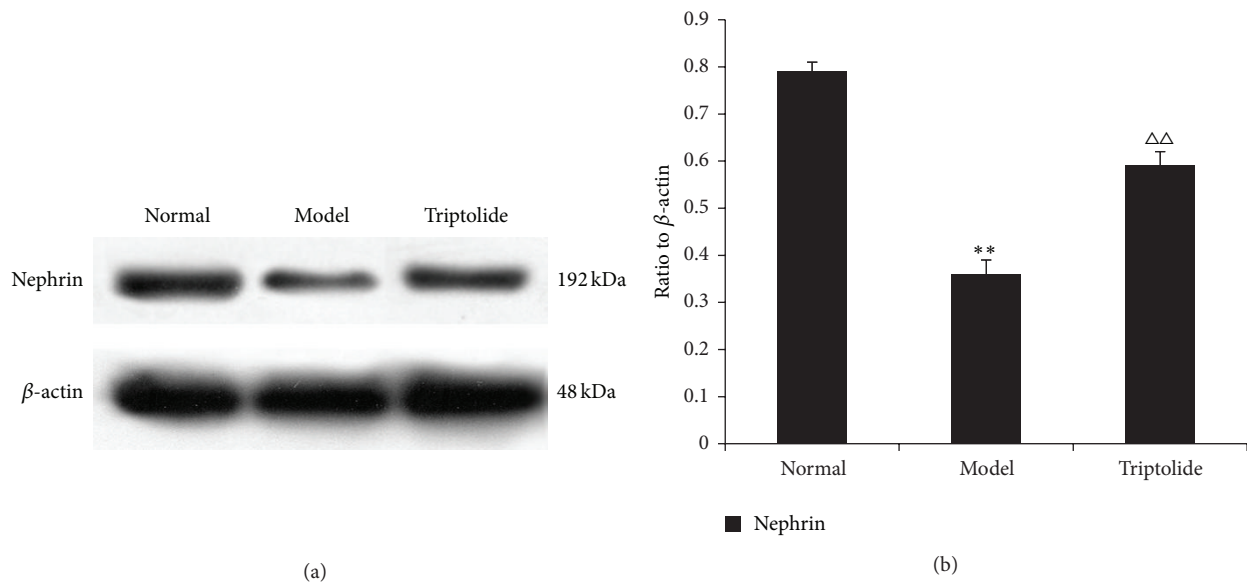 Normal Model Triptolide
Nephrin 192 kDa
β-actin 48 kDa
(a)
0.9
0.8
0.7
0.6
0.5
0.4
0.3
0.2
0.1
0
Ratio to β-actin
**
△△
Normal Model Triptolide
Nephrin
(b)